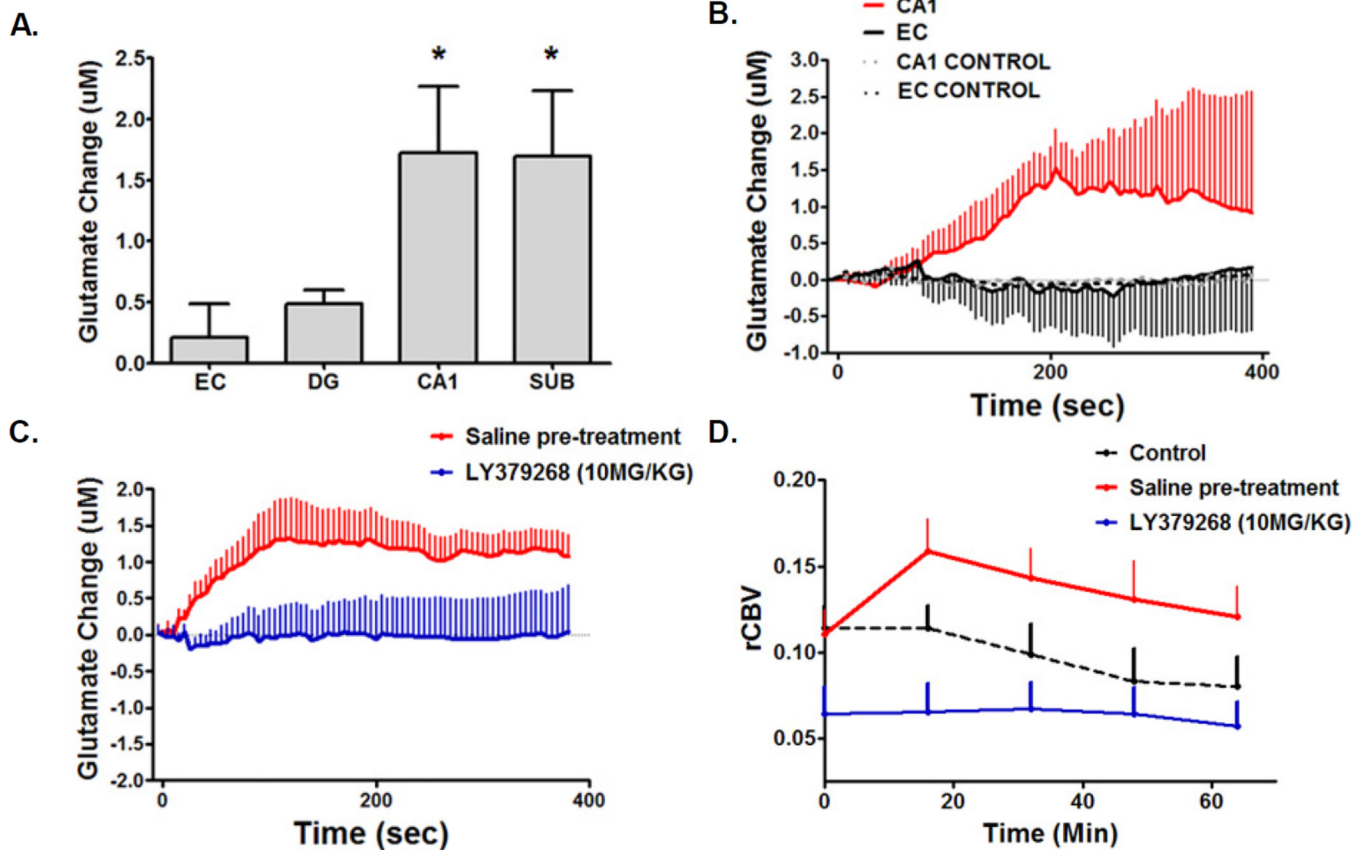 A.
Glutamate Change (uM)
2.5
2.0
1.5
1.0
0.5
0.0
* *
EC DG CA1 SUB
B.
CA1
EC
CA1 CONTROL
EC CONTROL
Glutamate Change (uM)
3.0
2.5
2.0
1.5
1.0
0.5
0.0
-0.5
-1.0
0 200 400
Time (sec)
C.
Saline pre-treatment
LY379268 (10MG/KG)
Glutamate Change (uM)
2.0
1.5
1.0
0.5
0.0
-0.5
-1.0
-1.5
-2.0
0 200 400
Time (sec)
D.
Control
Saline pre-treatment
LY379268 (10MG/KG)
rCBV
0.20
0.15
0.10
0.05
0 20 40 60
Time (Min)